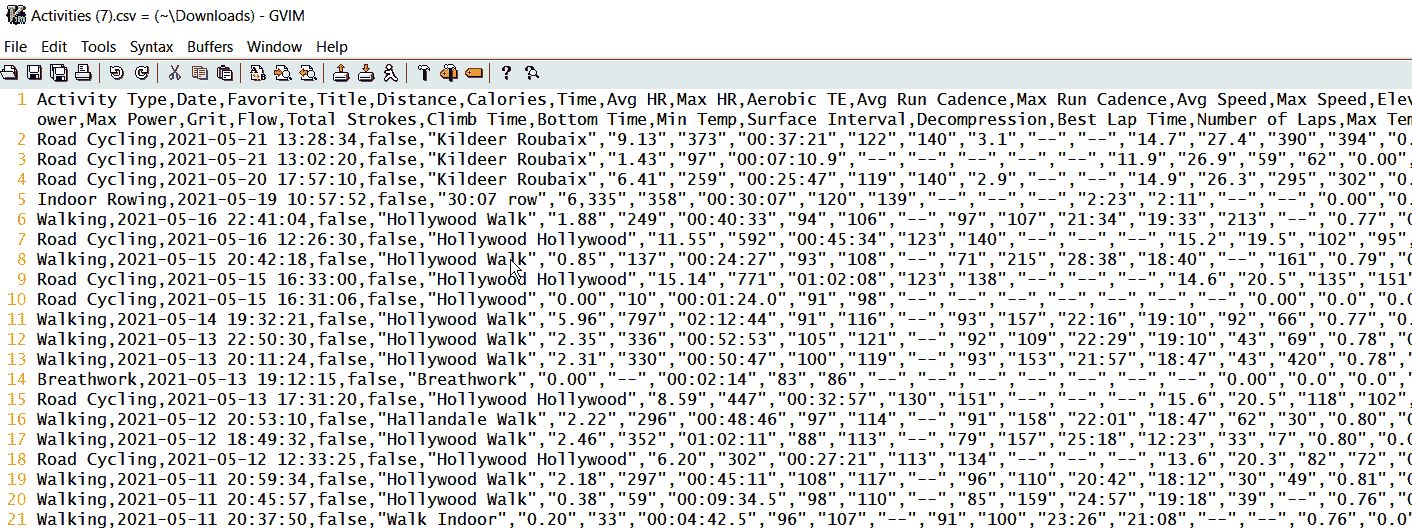 Activities (7).csv = (~\Downloads) - GVIM
File Edit Tools Syntax Buffers Window Help
1 Activity Type,Date,Favorite,Title,Distance,Calories,Time,Avg HR,Max HR,Aerobic TE,Avg Run Cadence,Max Run Cadence,Avg Speed,Max Speed,Elev
ower,Max Power,Grit,Flow,Total Strokes,Climb Time,Bottom Time,Min Temp,Surface Interval,Decompression,Best Lap Time,Number of Laps,Max Tem
2 Road Cycling,2021-05-21 13:28:34,false,"Kildeer Roubaix","9.13","373","00:37:21","122","140","3.1","--","--","14.7","27.4","390","394","0.
3 Road Cycling,2021-05-21 13:02:20,false,"Kildeer Roubaix","1.43","97","00:07:10.9","--","--","--","--","--","11.9","26.9","59","62","0.00",
4 Road Cycling,2021-05-20 17:57:10,false,"Kildeer Roubaix","6.41","259","00:25:47","119","140","2.9","--","--","14.9","26.3","295","302","0.
5 Indoor Rowing,2021-05-19 10:57:52,false,"30:07 row","6,335","358","00:30:07","120","139","--","--","--","2:23","2:11","--","--","0.00","0.
6 Walking,2021-05-16 22:41:04,false,"Hollywood Walk","1.88","249","00:40:33","94","106","--","97","107","21:34","19:33","213","--","0.77","0.
7 Road Cycling,2021-05-16 12:26:30,false,"Hollywood Hollywood","11.55","592","00:45:34","123","140","--","--","--","15.2","19.5","102","95",
8 Walking,2021-05-15 20:42:18,false,"Hollywood Walk","0.85","137","00:24:27","93","108","--","71","215","28:38","18:40","--","161","0.79","0.
9 Road Cycling,2021-05-15 16:33:00,false,"Hollywood Hollywood","15.14","771","01:02:08","123","138","--","--","--","14.6","20.5","135","151"
10 Road Cycling,2021-05-15 16:31:06,false,"Hollywood","0.00","10","00:01:24.0","91","98","--","--","--","--","--","--","--","0.00","0.0","0.0
11 Walking,2021-05-14 19:32:21,false,"Hollywood Walk","5.96","797","02:12:44","91","116","--","93","157","22:16","19:10","92","66","0.77","0.
12 Walking,2021-05-13 22:50:30,false,"Hollywood Walk","2.35","336","00:52:53","105","121","--","92","109","22:29","19:10","43","69","0.78","0
13 Walking,2021-05-13 20:11:24,false,"Hollywood Walk","2.31","330","00:50:47","100","119","--","93","153","21:57","18:47","43","420","0.78","
14 Breathwork,2021-05-13 19:12:15,false,"Breathwork","0.00","--","00:02:14","83","86","--","--","--","--","--","--","--","0.00","0.0","0.0",
15 Road Cycling,2021-05-13 17:31:20,false,"Hollywood Hollywood","8.59","447","00:32:57","130","151","--","--","--","15.6","20.5","118","102",
16 Walking,2021-05-12 20:53:10,false,"Hallandale Walk","2.22","296","00:48:46","97","114","--","91","158","22:01","18:47","62","30","0.80","0
17 Walking,2021-05-12 18:49:32,false,"Hollywood Walk","2.46","352","01:02:11","88","113","--","79","157","25:18","12:23","33","7","0.80","0.0
18 Road Cycling,2021-05-12 12:33:25,false,"Hollywood Hollywood","6.20","302","00:27:21","113","134","--","--","--","13.6","20.3","82","72","0
19 Walking,2021-05-11 20:59:34,false,"Hollywood Walk","2.18","297","00:45:11","108","117","--","96","110","20:42","18:12","30","49","0.81","0
20 Walking,2021-05-11 20:45:57,false,"Hollywood Walk","0.38","59","00:09:34.5","98","110","--","85","159","24:57","19:18","39","--","0.76","0
21 Walking,2021-05-11 20:37:50,false,"Walk Indoor","0.20","33","00:04:42.5","96","107","--","91","100","23:26","21:08","--","--","0.76","0.0